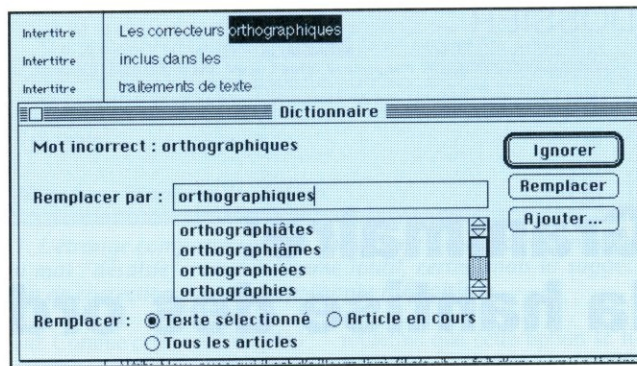 Intertitre Les correcteurs orthographiques
Intertitre inclus dans les
Intertitre traitements de texte
Dictionnaire
Mot incorrect : orthographiques
Ignorer
Remplacer par : orthographiques
Remplacer
Ajouter...
orthographiâtes
orthographiâmes
orthographiées
orthographies
Remplacer : Texte sélectionné Article en cours
Tous les articles